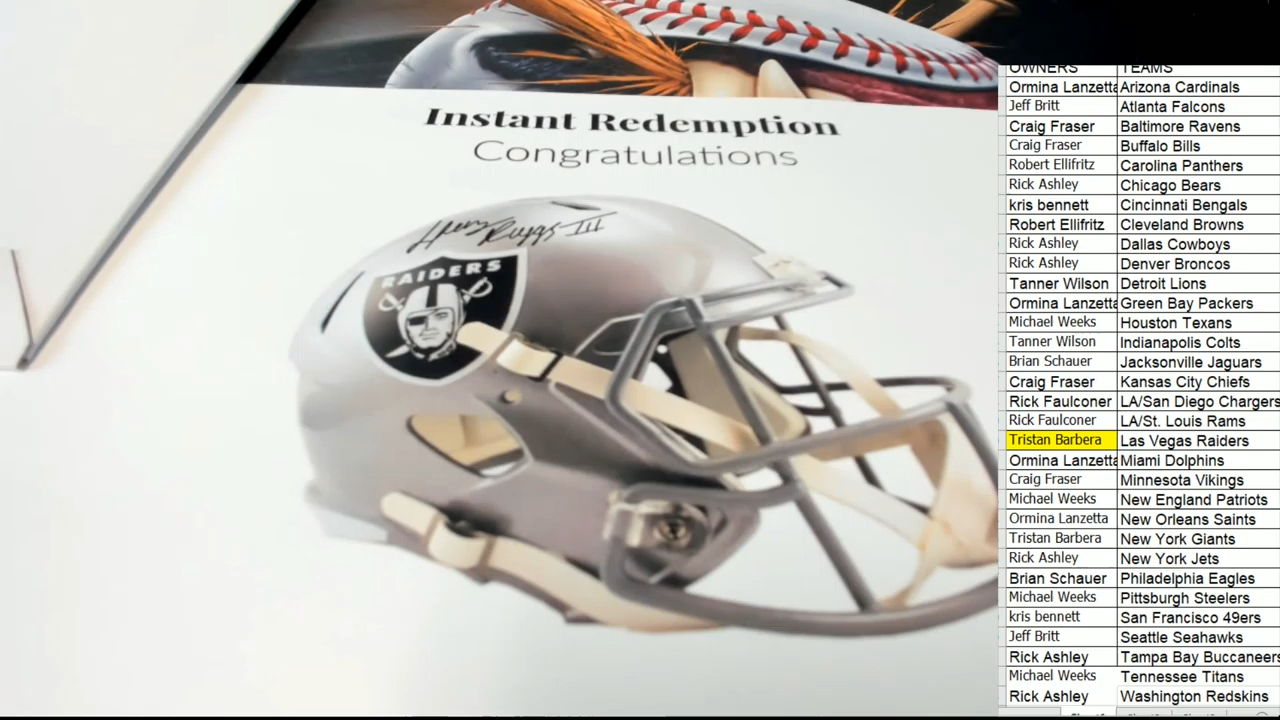 Instant Redemption
Congratulations
Henry Ruggs III
RAIDERS
OWNERS TEAMS
Ormina Lanzetta Arizona Cardinals
Jeff Britt Atlanta Falcons
Craig Fraser Baltimore Ravens
Craig Fraser Buffalo Bills
Robert Ellifritz Carolina Panthers
Rick Ashley Chicago Bears
kris bennett Cincinnati Bengals
Robert Ellifritz Cleveland Browns
Rick Ashley Dallas Cowboys
Rick Ashley Denver Broncos
Tanner Wilson Detroit Lions
Ormina Lanzetta Green Bay Packers
Michael Weeks Houston Texans
Tanner Wilson Indianapolis Colts
Brian Schauer Jacksonville Jaguars
Craig Fraser Kansas City Chiefs
Rick Faulconer LA/San Diego Chargers
Rick Faulconer LA/St. Louis Rams
Tristan Barbera Las Vegas Raiders
Ormina Lanzetta Miami Dolphins
Craig Fraser Minnesota Vikings
Michael Weeks New England Patriots
Ormina Lanzetta New Orleans Saints
Tristan Barbera New York Giants
Rick Ashley New York Jets
Brian Schauer Philadelphia Eagles
Michael Weeks Pittsburgh Steelers
kris bennett San Francisco 49ers
Jeff Britt Seattle Seahawks
Rick Ashley Tampa Bay Buccaneers
Michael Weeks Tennessee Titans
Rick Ashley Washington Redskins